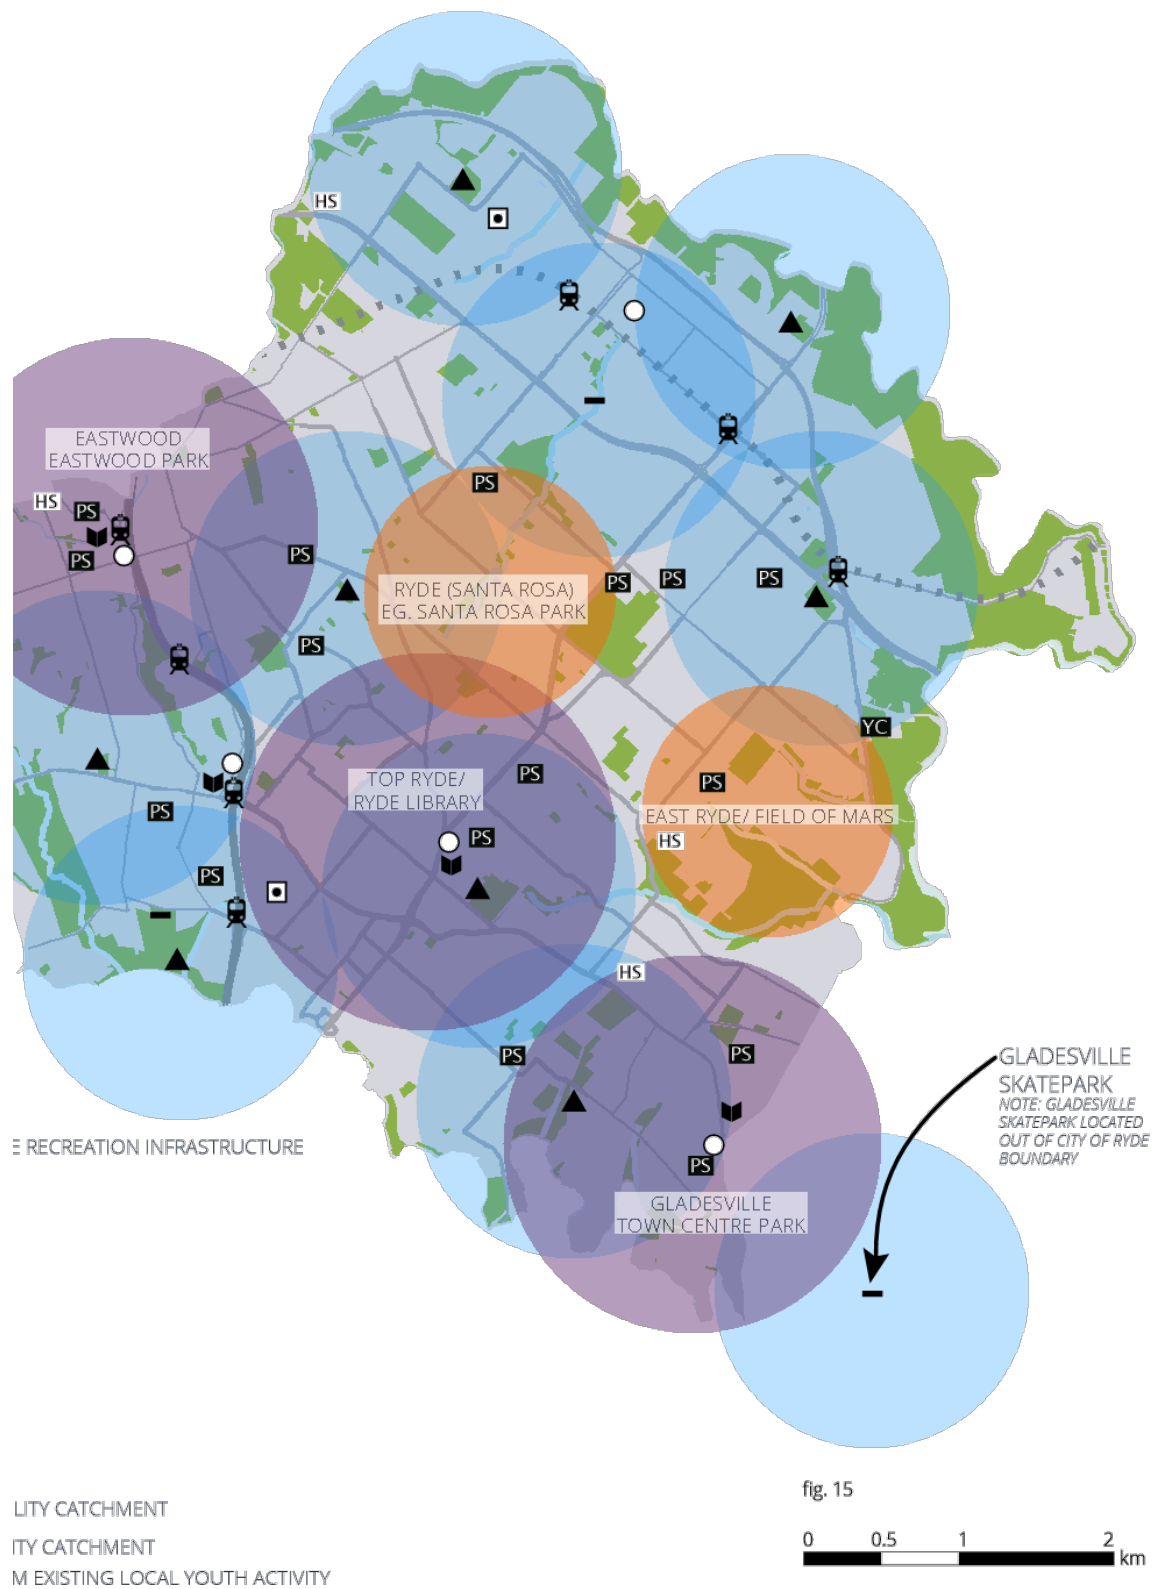 HS
EASTWOOD
EASTWOOD PARK
PS
HS
PS
PS
PS
RYDE (SANTA ROSA)
EG. SANTA ROSA PARK
PS
PS
PS
PS
YC
TOP RYDE/
RYDE LIBRARY
PS
PS
PS
EAST RYDE/ FIELD OF MARS
PS
HS
PS
PS
HS
PS
PS
GLADESVILLE
SKATEPARK
NOTE: GLADESVILLE
SKATEPARK LOCATED
OUT OF CITY OF RYDE
BOUNDARY
E RECREATION INFRASTRUCTURE
PS
GLADESVILLE
TOWN CENTRE PARK
LITY CATCHMENT
ITY CATCHMENT
M EXISTING LOCAL YOUTH ACTIVITY
fig. 15
0 0.5 1 2
km